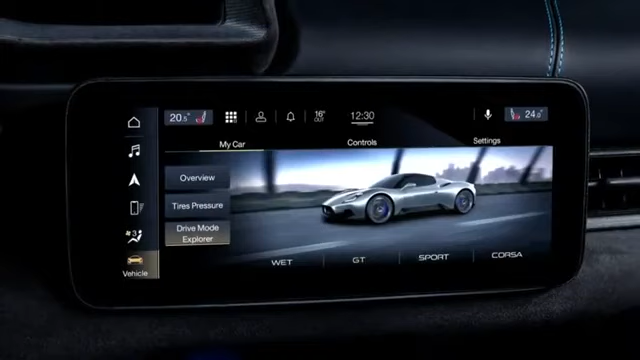 20.5°
16°
OUT
12:30
24.0°
My Car
Controls
Settings
Overview
Tires Pressure
Drive Mode
Explorer
3
Vehicle
WET
GT
SPORT
CORSA